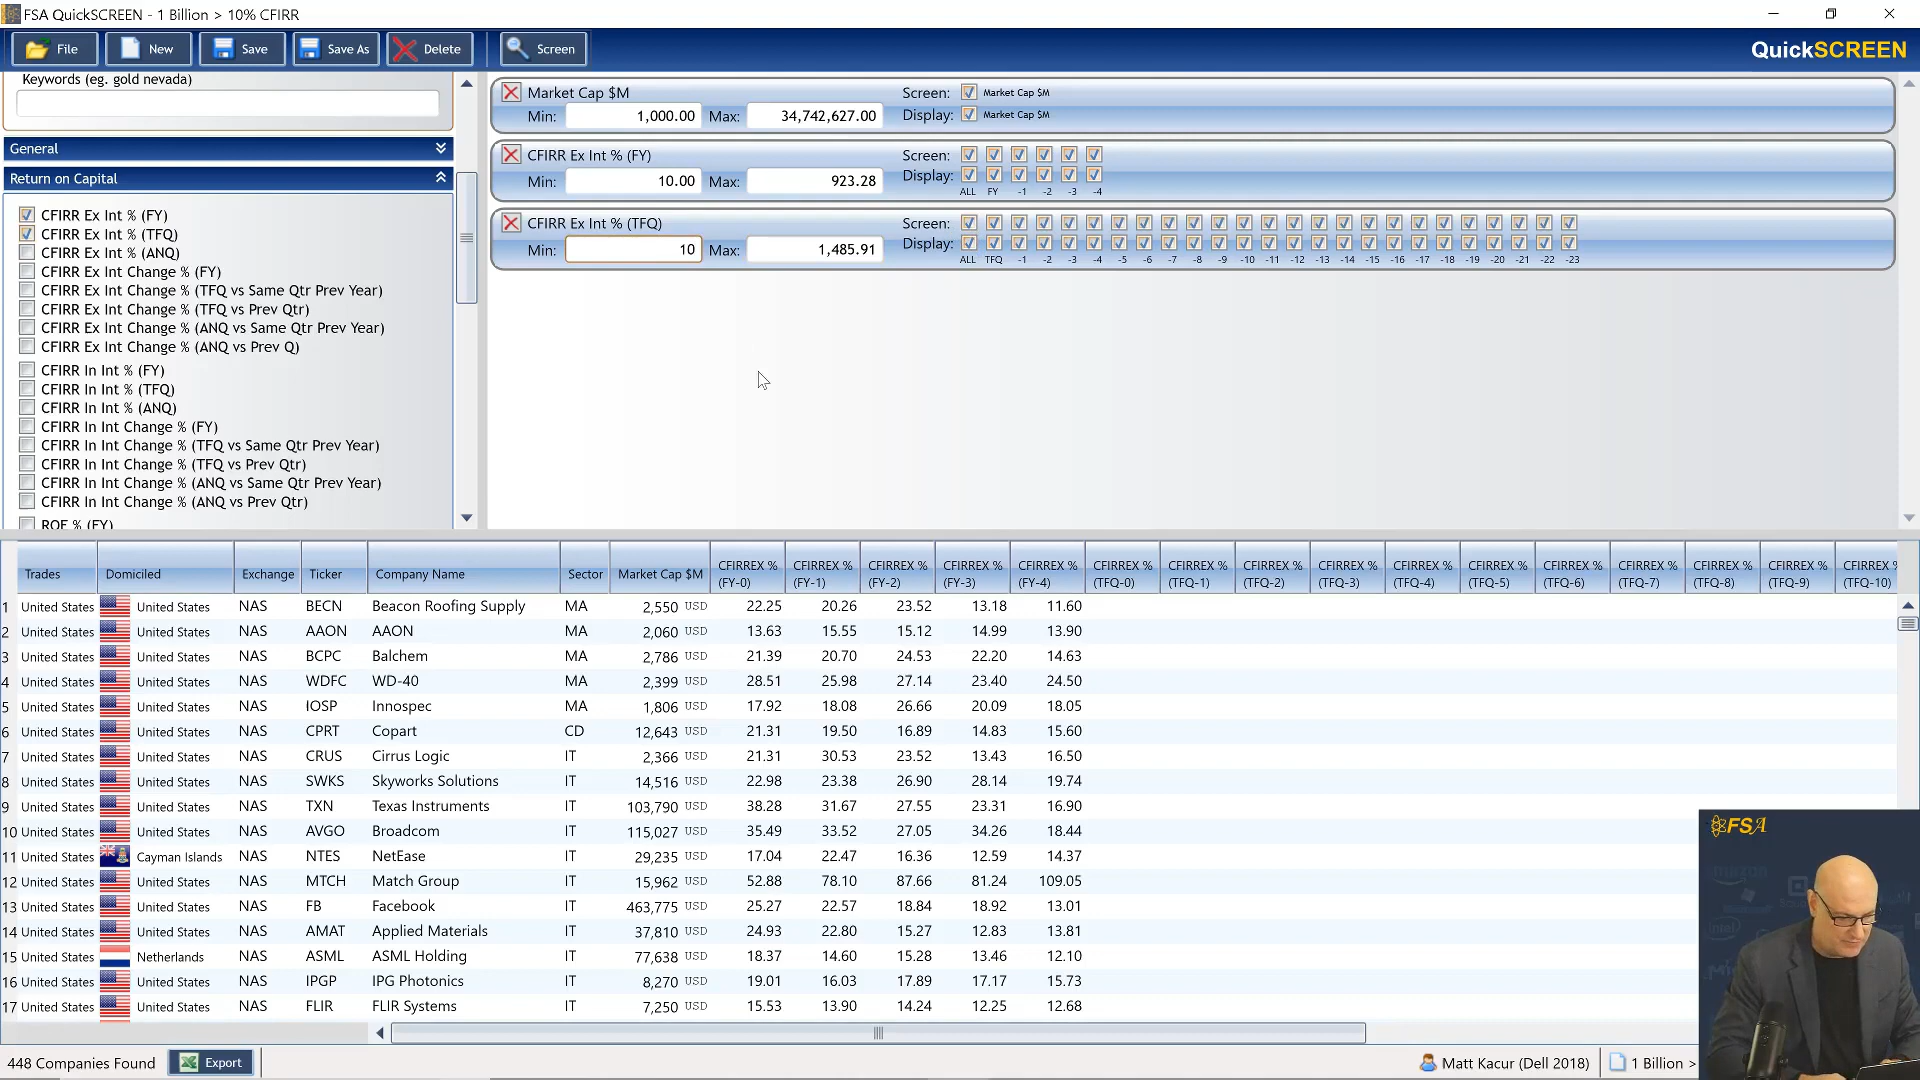 FSA QuickSCREEN - 1 Billion > 10% CFIRR
File New Save Save As Delete Screen QuickSCREEN
Keywords (eg. gold nevada)
General
Return on Capital
CFIRR Ex Int % (FY)
CFIRR Ex Int % (TFQ)
CFIRR Ex Int % (ANQ)
CFIRR Ex Int Change % (FY)
CFIRR Ex Int Change % (TFQ vs Same Qtr Prev Year)
CFIRR Ex Int Change % (TFQ vs Prev Qtr)
CFIRR Ex Int Change % (ANQ vs Same Qtr Prev Year)
CFIRR Ex Int Change % (ANQ vs Prev Q)
CFIRR In Int % (FY)
CFIRR In Int % (TFQ)
CFIRR In Int % (ANQ)
CFIRR In Int Change % (FY)
CFIRR In Int Change % (TFQ vs Same Qtr Prev Year)
CFIRR In Int Change % (TFQ vs Prev Qtr)
CFIRR In Int Change % (ANQ vs Same Qtr Prev Year)
CFIRR In Int Change % (ANQ vs Prev Qtr)
ROE % (FY)
Market Cap $M Screen: Market Cap $M
Min: 1,000.00 Max: 34,742,627.00 Display: Market Cap $M
CFIRR Ex Int % (FY) Screen:
Min: 10.00 Max: 923.28 Display:
ALL FY -1 -2 -3 -4
CFIRR Ex Int % (TFQ) Screen:
Min: 10 Max: 1,485.91 Display:
ALL TFQ -1 -2 -3 -4 -5 -6 -7 -8 -9 -10 -11 -12 -13 -14 -15 -16 -17 -18 -19 -20 -21 -22 -23
Trades Domiciled Exchange Ticker Company Name Sector Market Cap $M CFIRREX % (FY-0) CFIRREX % (FY-1) CFIRREX % (FY-2) CFIRREX % (FY-3) CFIRREX % (FY-4) CFIRREX % (TFQ-0) CFIRREX % (TFQ-1) CFIRREX % (TFQ-2) CFIRREX % (TFQ-3) CFIRREX % (TFQ-4) CFIRREX % (TFQ-5) CFIRREX % (TFQ-6) CFIRREX % (TFQ-7) CFIRREX % (TFQ-8) CFIRREX % (TFQ-9) CFIRREX % (TFQ-10)
1 United States United States NAS BECN Beacon Roofing Supply MA 2,550 USD 22.25 20.26 23.52 13.18 11.60
2 United States United States NAS AAON AAON MA 2,060 USD 13.63 15.55 15.12 14.99 13.90
3 United States United States NAS BCPC Balchem MA 2,786 USD 21.39 20.70 24.53 22.20 14.63
4 United States United States NAS WDFC WD-40 MA 2,399 USD 28.51 25.98 27.14 23.40 24.50
5 United States United States NAS IOSP Innospec MA 1,806 USD 17.92 18.08 26.66 20.09 18.05
6 United States United States NAS CPRT Copart CD 12,643 USD 21.31 19.50 16.89 14.83 15.60
7 United States United States NAS CRUS Cirrus Logic IT 2,366 USD 21.31 30.53 23.52 13.43 16.50
8 United States United States NAS SWKS Skyworks Solutions IT 14,516 USD 22.98 23.38 26.90 28.14 19.74
9 United States United States NAS TXN Texas Instruments IT 103,790 USD 38.28 31.67 27.55 23.31 16.90
10 United States United States NAS AVGO Broadcom IT 115,027 USD 35.49 33.52 27.05 34.26 18.44
11 United States Cayman Islands NAS NTES NetEase IT 29,235 USD 17.04 22.47 16.36 12.59 14.37
12 United States United States NAS MTCH Match Group IT 15,962 USD 52.88 78.10 87.66 81.24 109.05
13 United States United States NAS FB Facebook IT 463,775 USD 25.27 22.57 18.84 18.92 13.01
14 United States United States NAS AMAT Applied Materials IT 37,810 USD 24.93 22.80 15.27 12.83 13.81
15 United States Netherlands NAS ASML ASML Holding IT 77,638 USD 18.37 14.60 15.28 13.46 12.10
16 United States United States NAS IPGP IPG Photonics IT 8,270 USD 19.01 16.03 17.89 17.17 15.73
17 United States United States NAS FLIR FLIR Systems IT 7,250 USD 15.53 13.90 14.24 12.25 12.68
FSA
448 Companies Found Export Matt Kacur (Dell 2018) 1 Billion >